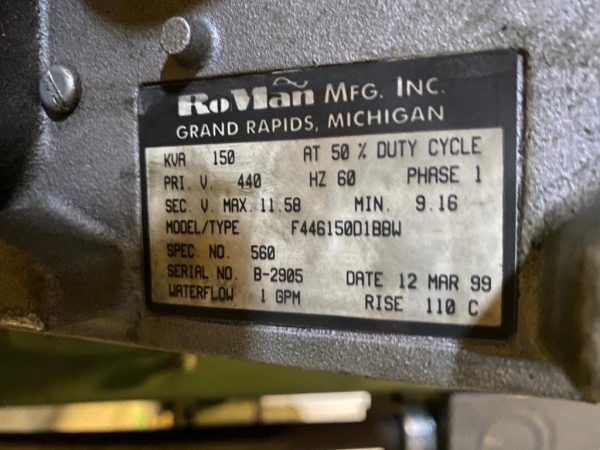 RoMan MFG. INC.
GRAND RAPIDS, MICHIGAN
KVA 150 AT 50 % DUTY CYCLE
PRI. V. 440 HZ 60 PHASE 1
SEC. V. MAX. 11.58 MIN. 9.16
MODEL/TYPE F446150D1BBW
SPEC. NO. 560
SERIAL NO. B-2905 DATE 12 MAR 99
WATERFLOW 1 GPM RISE 110 C